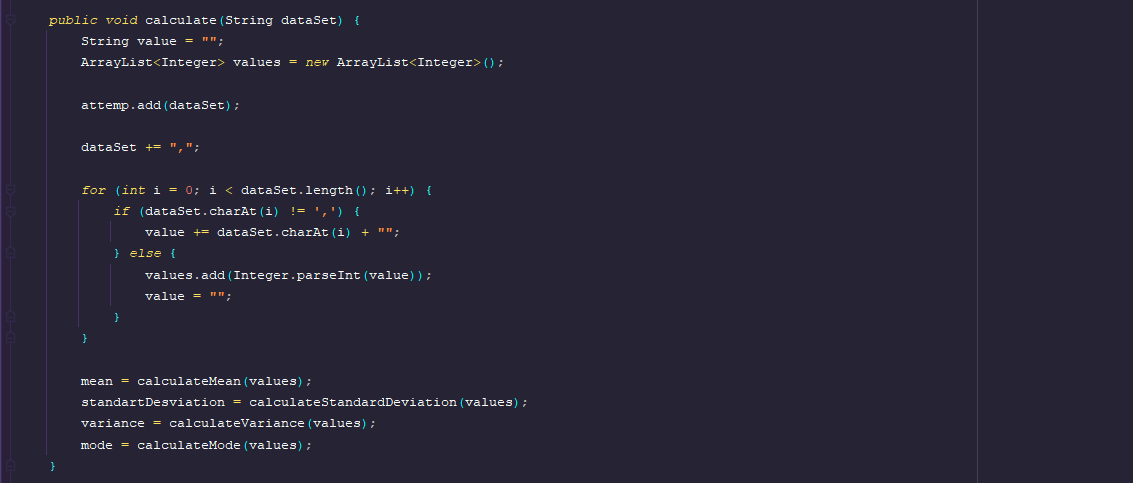 public void calculate(String dataSet) {
String value = "";
ArrayList<Integer> values = new ArrayList<Integer>();
attemp.add(dataSet);
dataSet += ",";
for (int i = 0; i < dataSet.length(); i++) {
if (dataSet.charAt(i) != ',') {
value += dataSet.charAt(i) + "";
} else {
values.add(Integer.parseInt(value));
value = "";
}
}
mean = calculateMean(values);
standartDesviation = calculateStandardDeviation(values);
variance = calculateVariance(values);
mode = calculateMode(values);
}